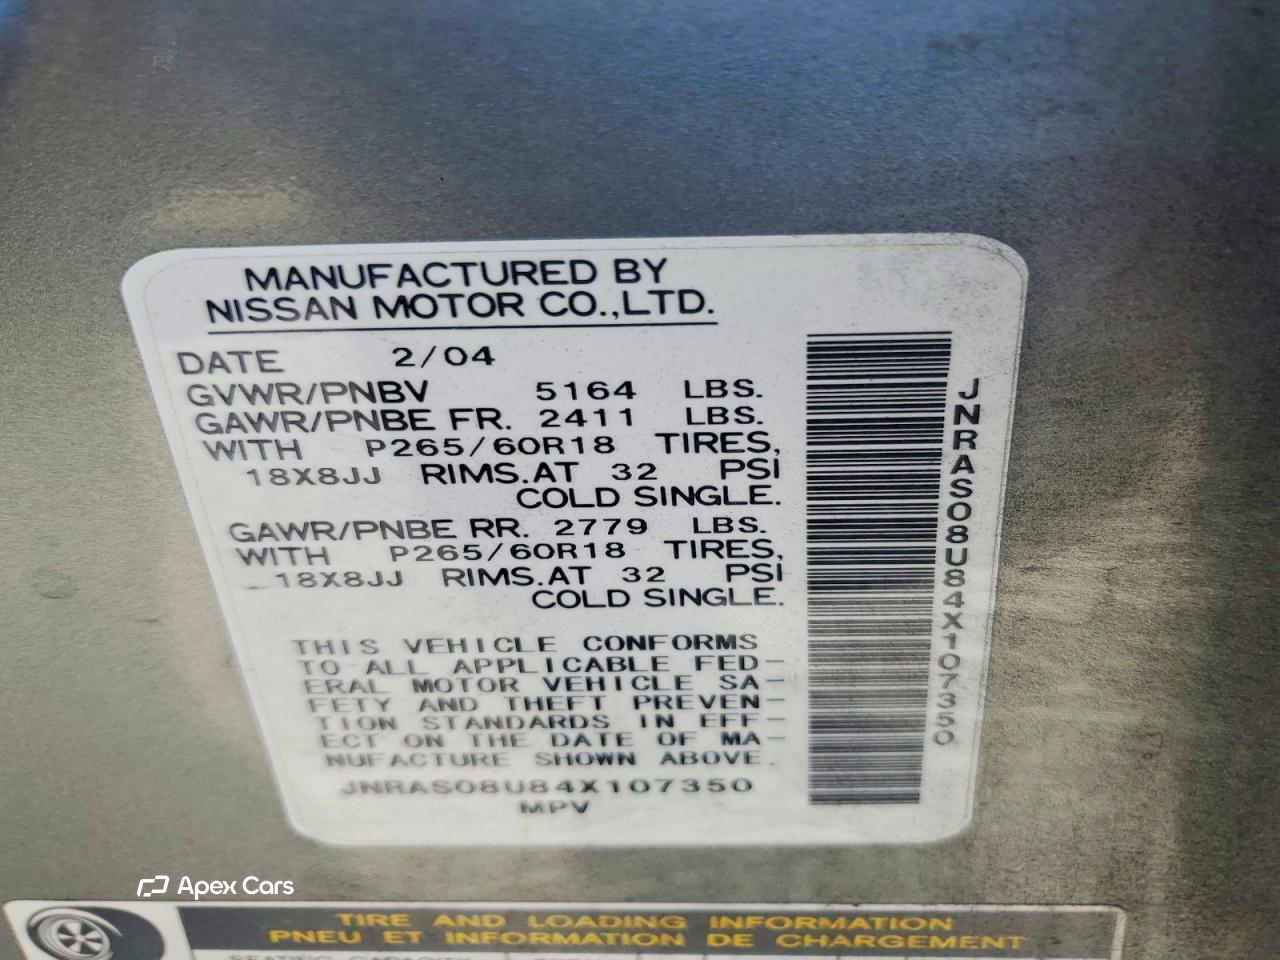 MANUFACTURED BY
NISSAN MOTOR CO.,LTD.
DATE 2/04
GVWR/PNBV 5164 LBS.
GAWR/PNBE FR. 2411 LBS.
WITH P265/60R18 TIRES,
18X8JJ RIMS.AT 32 PSI
COLD SINGLE.
GAWR/PNBE RR. 2779 LBS.
WITH P265/60R18 TIRES,
18X8JJ RIMS.AT 32 PSI
COLD SINGLE.
THIS VEHICLE CONFORMS
TO ALL APPLICABLE FED-
ERAL MOTOR VEHICLE SA-
FETY AND THEFT PREVEN-
TION STANDARDS IN EFF-
ECT ON THE DATE OF MA-
NUFACTURE SHOWN ABOVE.
JNRAS08U84X107350
MPV
JNRAS08U84X107350
Apex Cars
TIRE AND LOADING INFORMATION
PNEU ET INFORMATION DE CHARGEMENT
SEATING CAPACITY